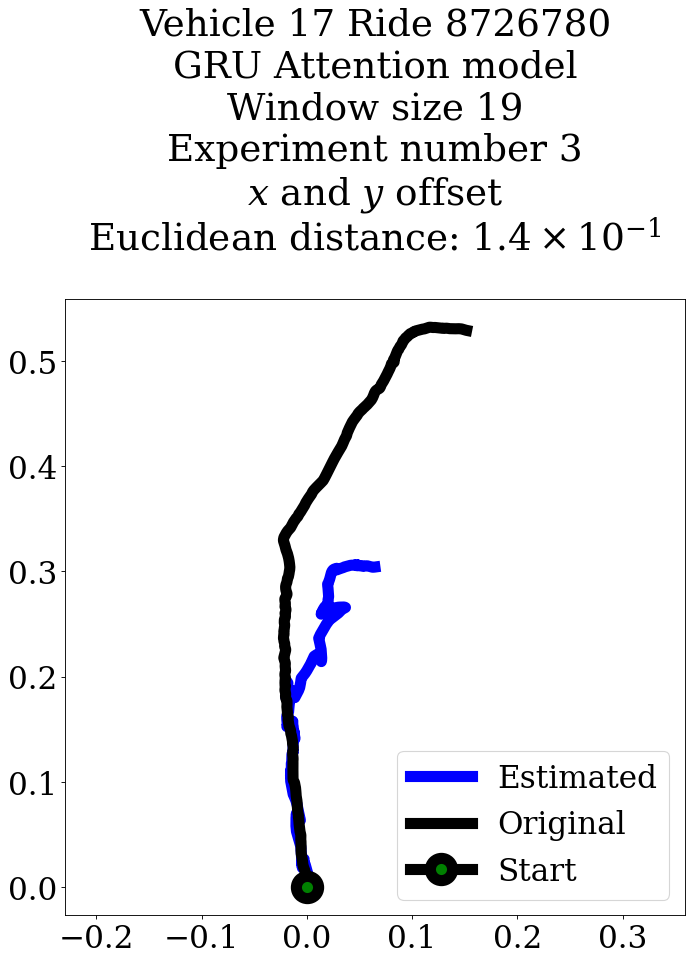 Vehicle 17 Ride 8726780
GRU Attention model
Window size 19
Experiment number 3
x and y offset
Euclidean distance: 1.4 × 10⁻¹
0.5
0.4
0.3
0.2
0.1
0.0
Estimated
Original
Start
−0.2 −0.1 0.0 0.1 0.2 0.3